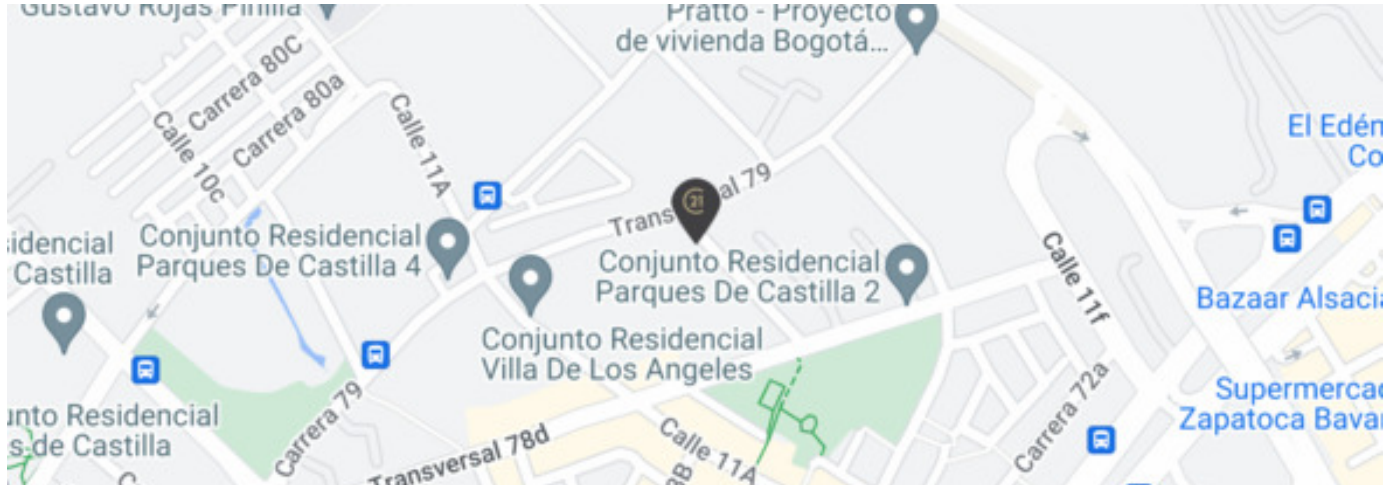 Gustavo Rojas Pinilla
Pratto - Proyecto
de vivienda Bogotá...
Carrera 80C
Carrera 80a
Calle 10c
Calle 11A
El Edén
Co
Transversal 79
21
sidencial
Castilla
Conjunto Residencial
Parques De Castilla 4
Conjunto Residencial
Parques De Castilla 2
Calle 11f
Bazaar Alsacia
Conjunto Residencial
Villa De Los Angeles
Carrera 72a
Supermercad
Zapatoca Bavar
unto Residencial
s de Castilla
Carrera 79
Transversal 78d
Calle 11A